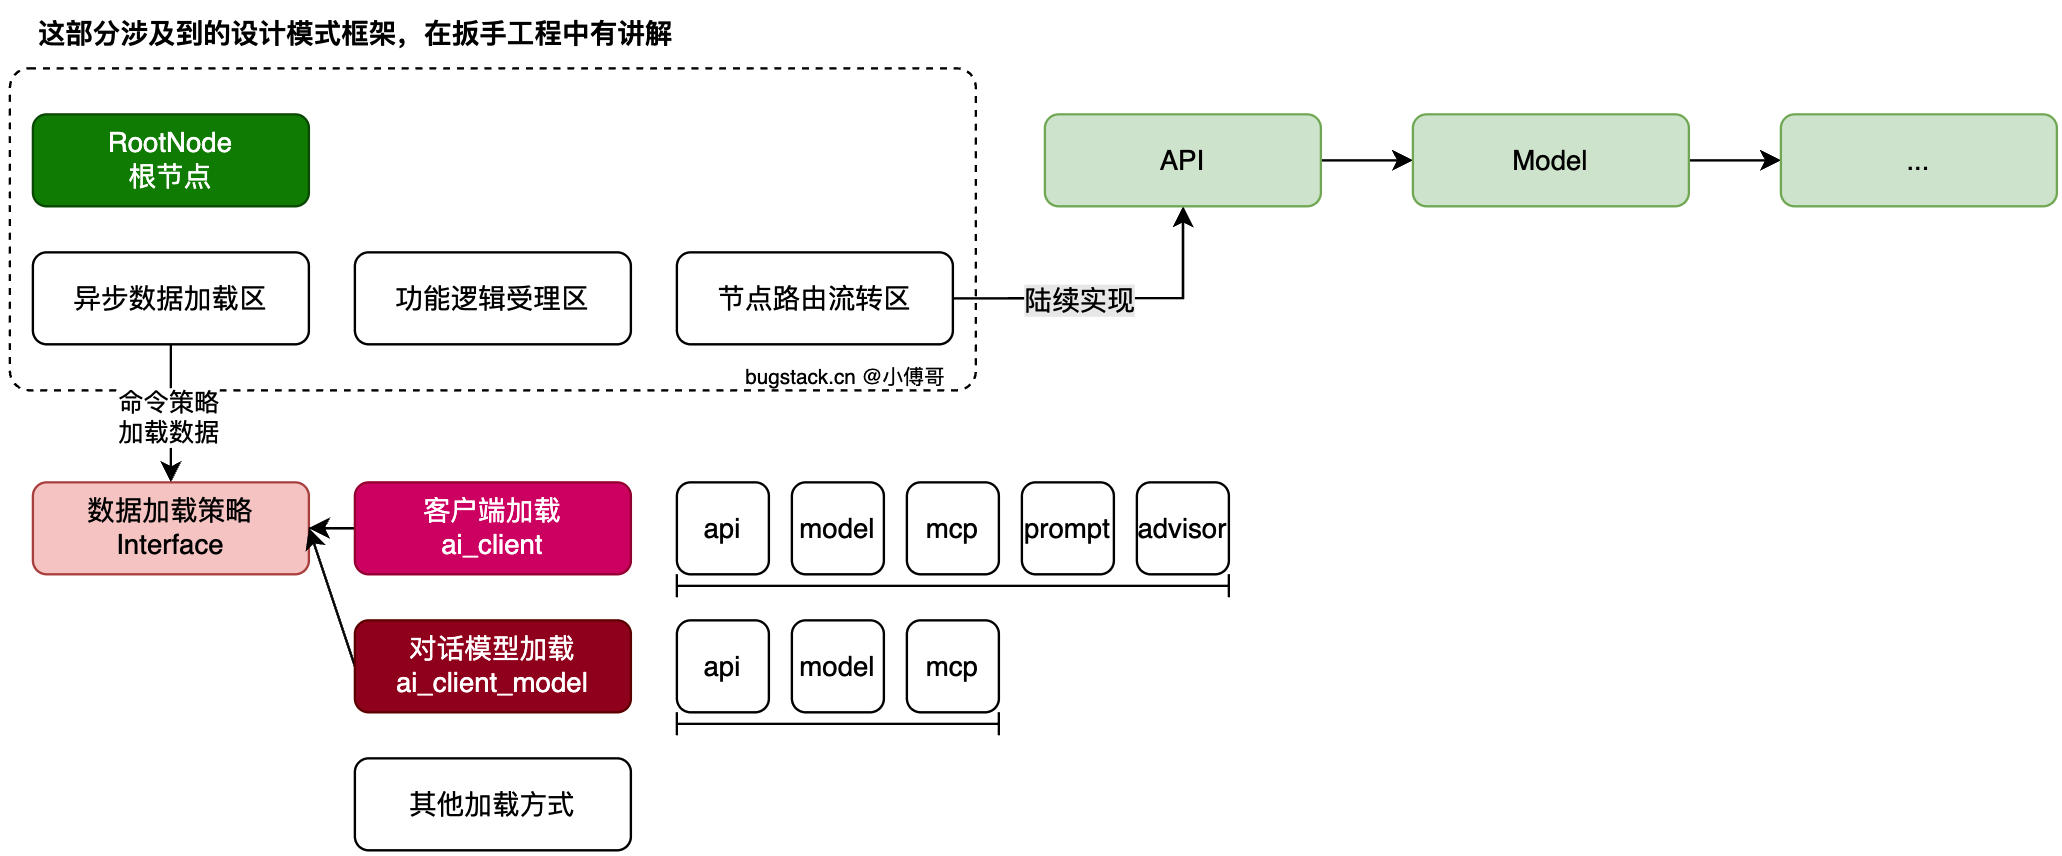 这部分涉及到的设计模式框架，在扳手工程中有讲解
RootNode
根节点
API
Model
...
异步数据加载区
功能逻辑受理区
节点路由流转区
陆续实现
bugstack.cn @小傅哥
命令策略
加载数据
数据加载策略
Interface
客户端加载
ai_client
api
model
mcp
prompt
advisor
对话模型加载
ai_client_model
api
model
mcp
其他加载方式